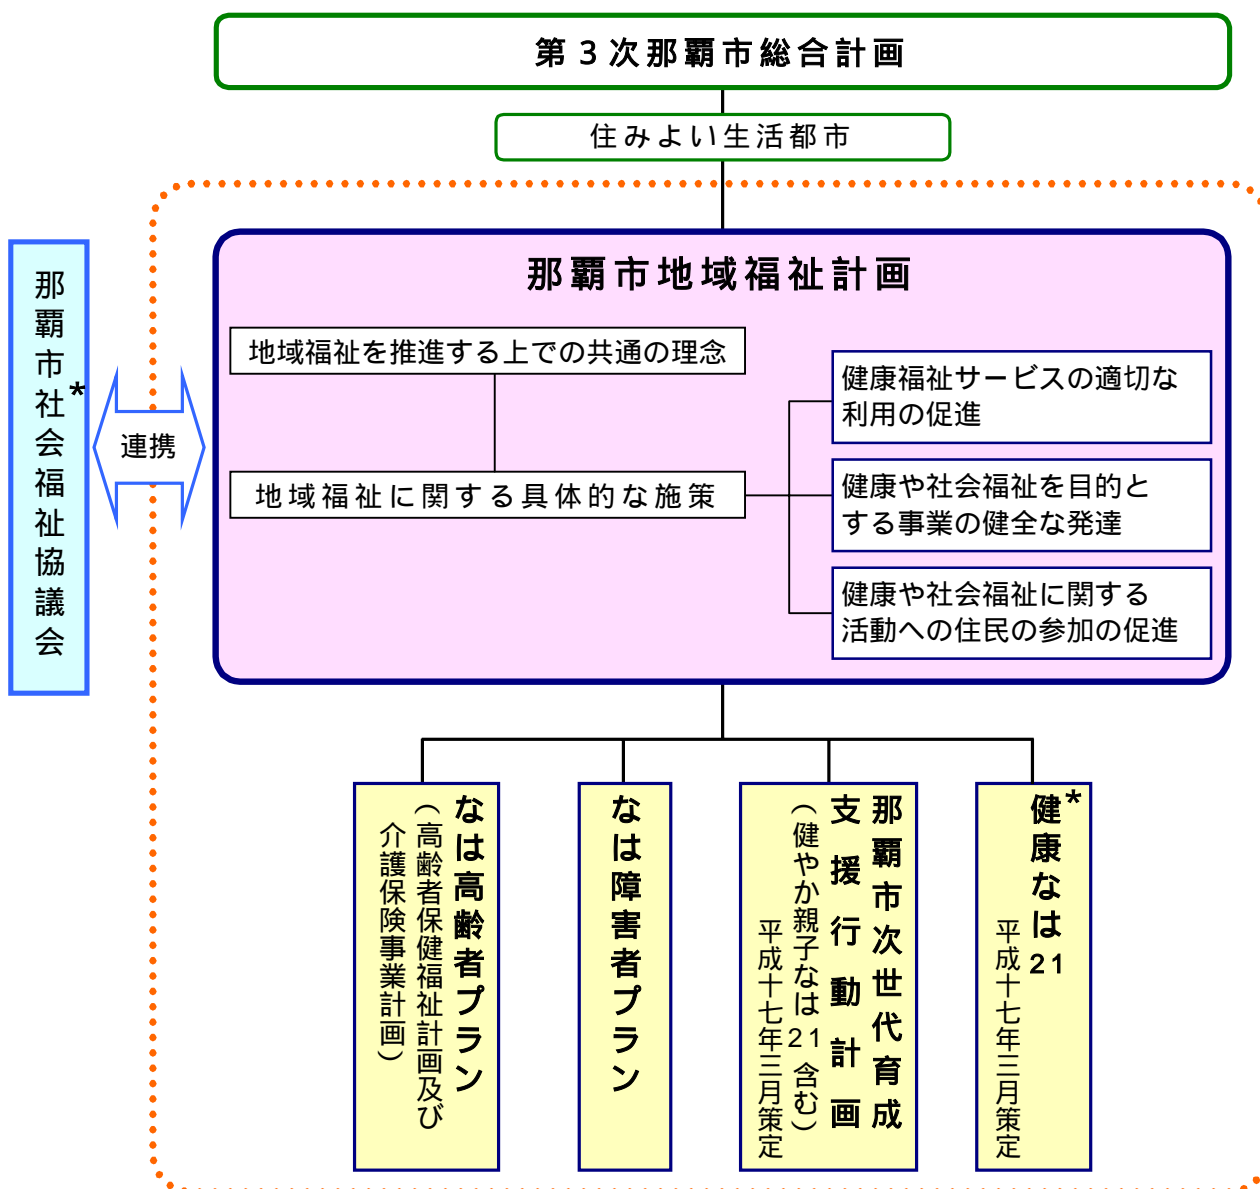 第3次那覇市総合計画
住みよい生活都市
那覇市地域福祉計画
地域福祉を推進する上での共通の理念
地域福祉に関する具体的な施策
健康福祉サービスの適切な
利用の促進
健康や社会福祉を目的と
する事業の健全な発達
健康や社会福祉に関する
活動への住民の参加の促進
那覇市社会福祉協議会
*
連携
なは高齢者プラン
(高齢者保健福祉計画及び
介護保険事業計画)
なは障害者プラン
那覇市次世代育成
支援行動計画
(健やか親子なは21含む)
平成十七年三月策定
健康なは21
*
平成十七年三月策定